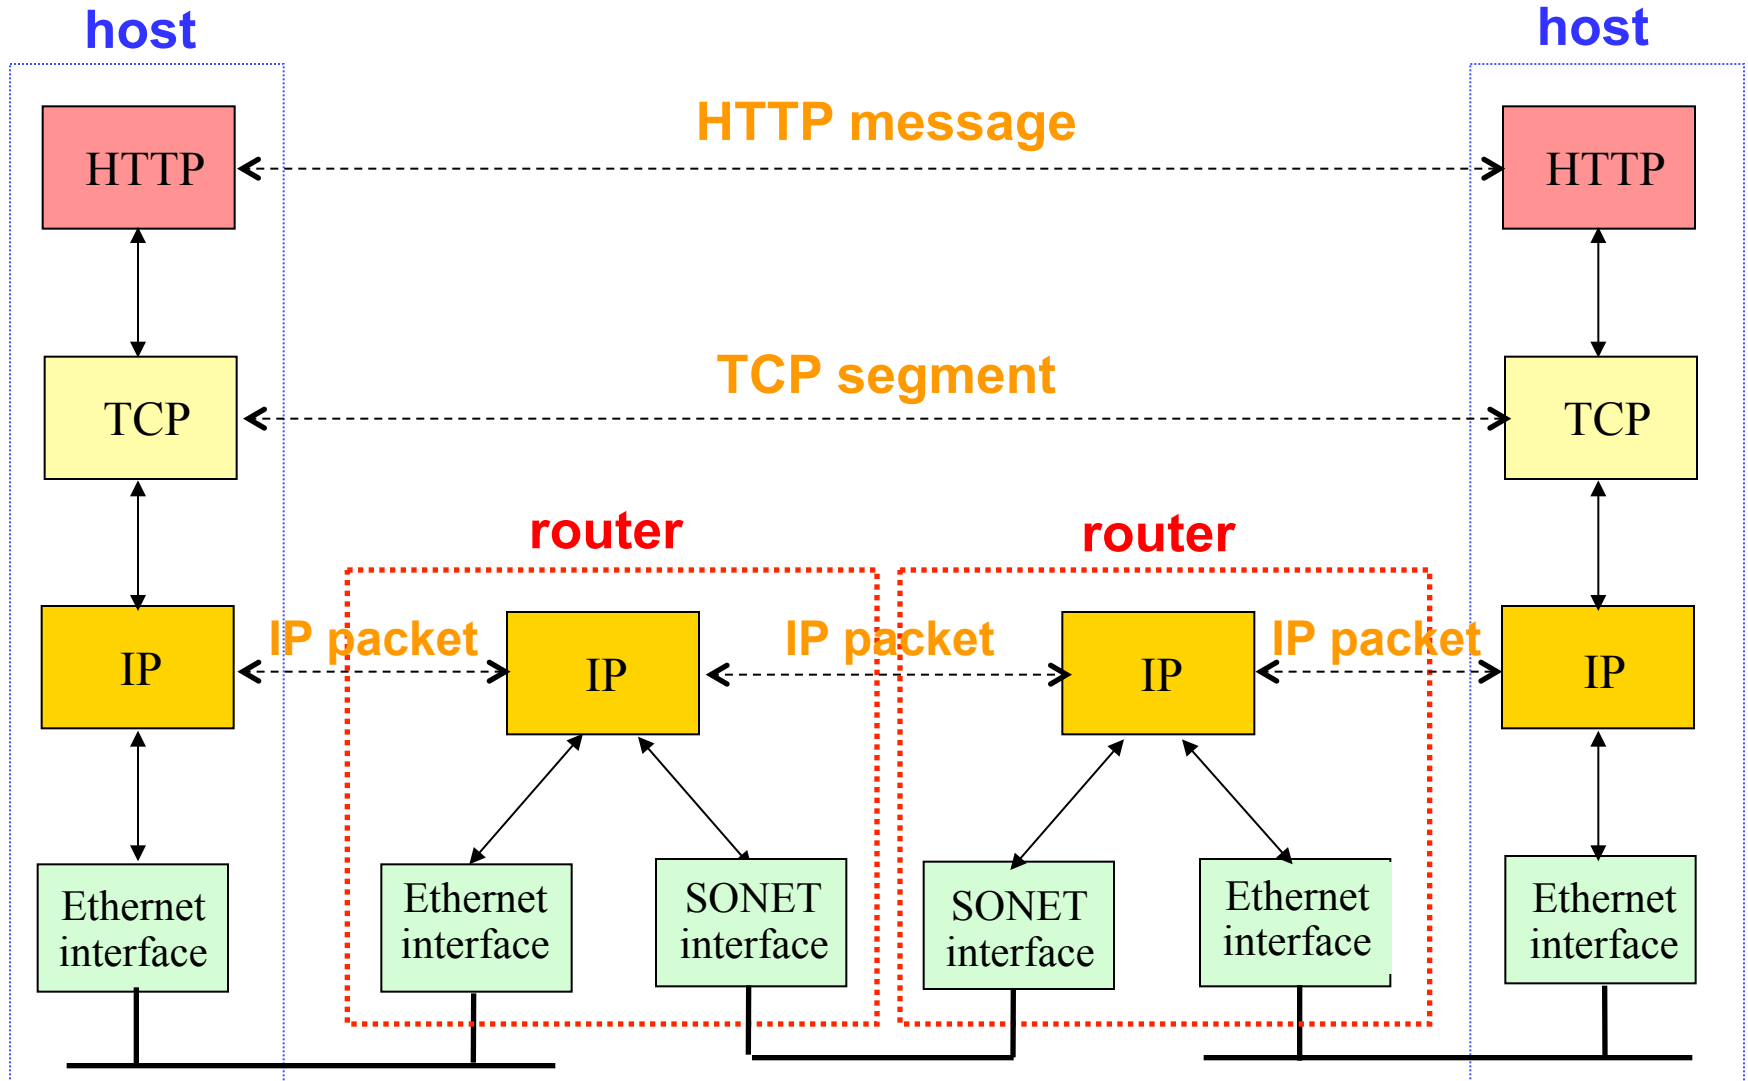 host
host
HTTP message
HTTP
HTTP
TCP segment
TCP
TCP
router
router
IP packet
IP packet
IP packet
IP
IP
IP
IP
Ethernet
interface
Ethernet
interface
SONET
interface
SONET
interface
Ethernet
interface
Ethernet
interface